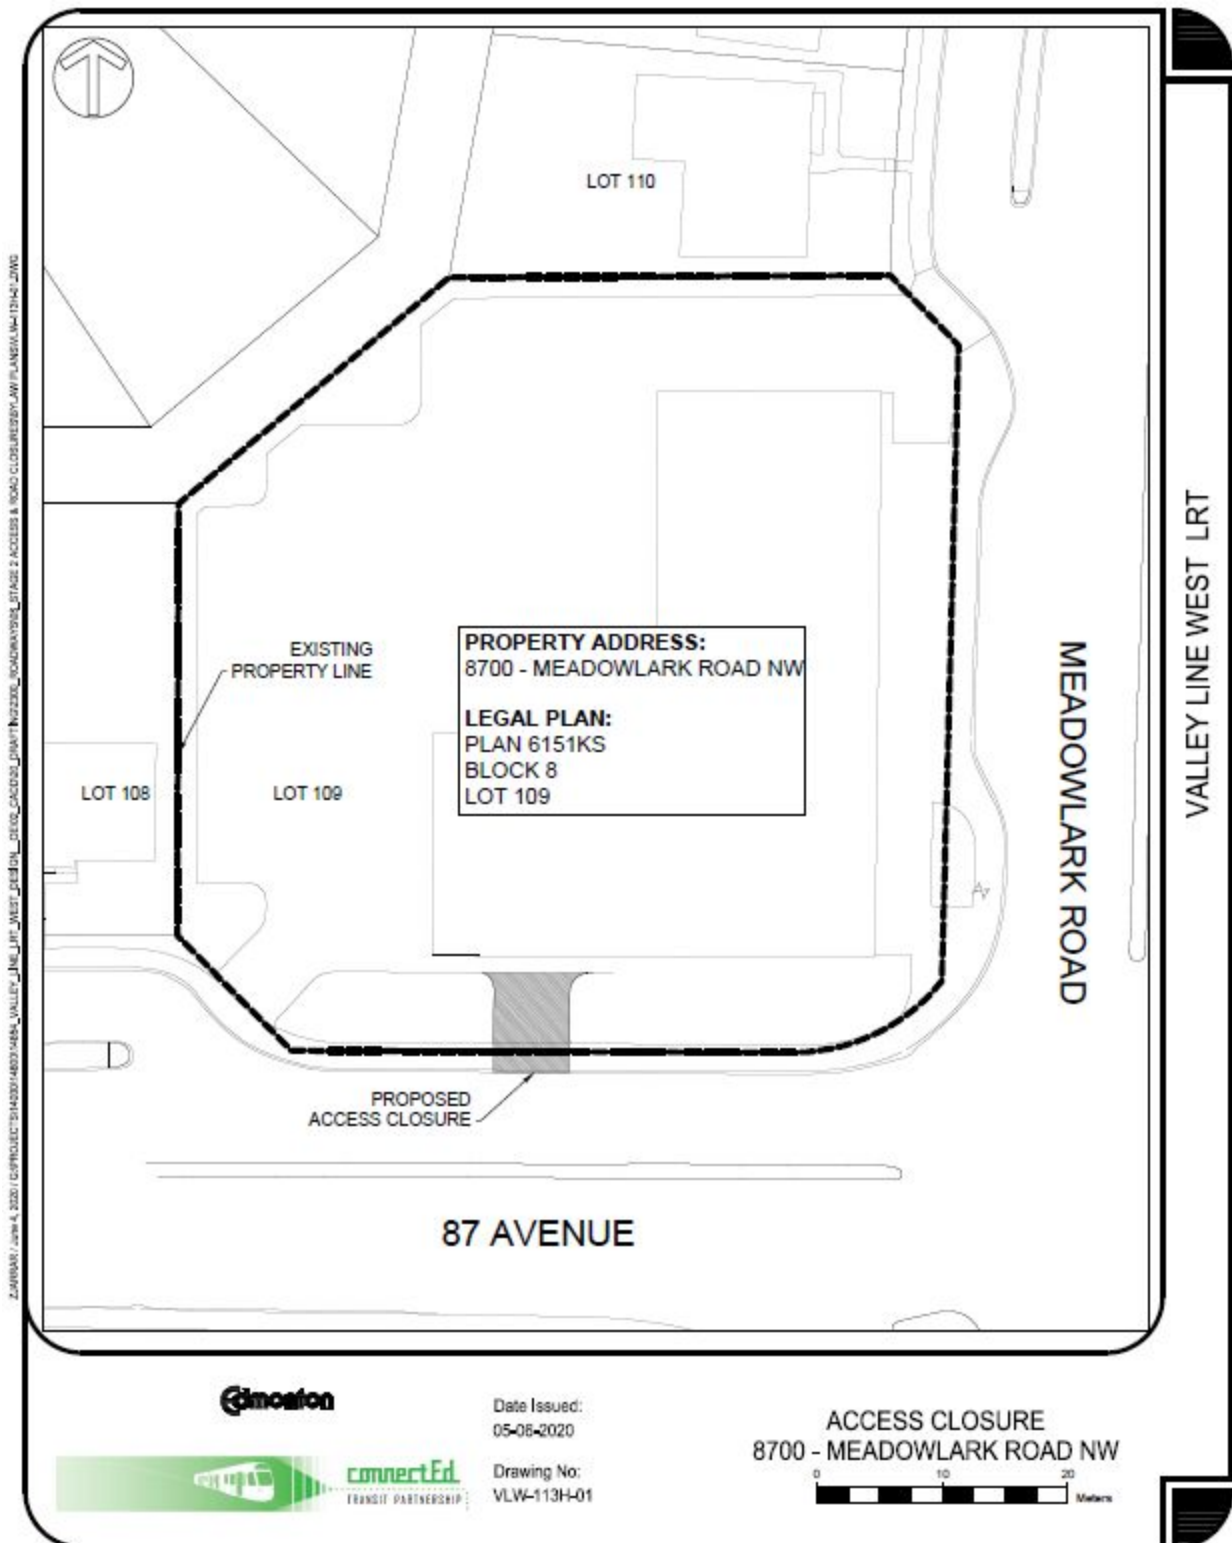 LOT 110
EXISTING
PROPERTY LINE
PROPERTY ADDRESS:
8700 - MEADOWLARK ROAD NW
LEGAL PLAN:
PLAN 6151KS
BLOCK 8
LOT 109
LOT 108
LOT 109
MEADOWLARK ROAD
VALLEY LINE WEST LRT
PROPOSED
ACCESS CLOSURE
87 AVENUE
Edmonton
connectEd
TRANSIT PARTNERSHIP
Date Issued:
05-06-2020
Drawing No:
VLW-113H-01
ACCESS CLOSURE
8700 - MEADOWLARK ROAD NW
0 10 20
Meters